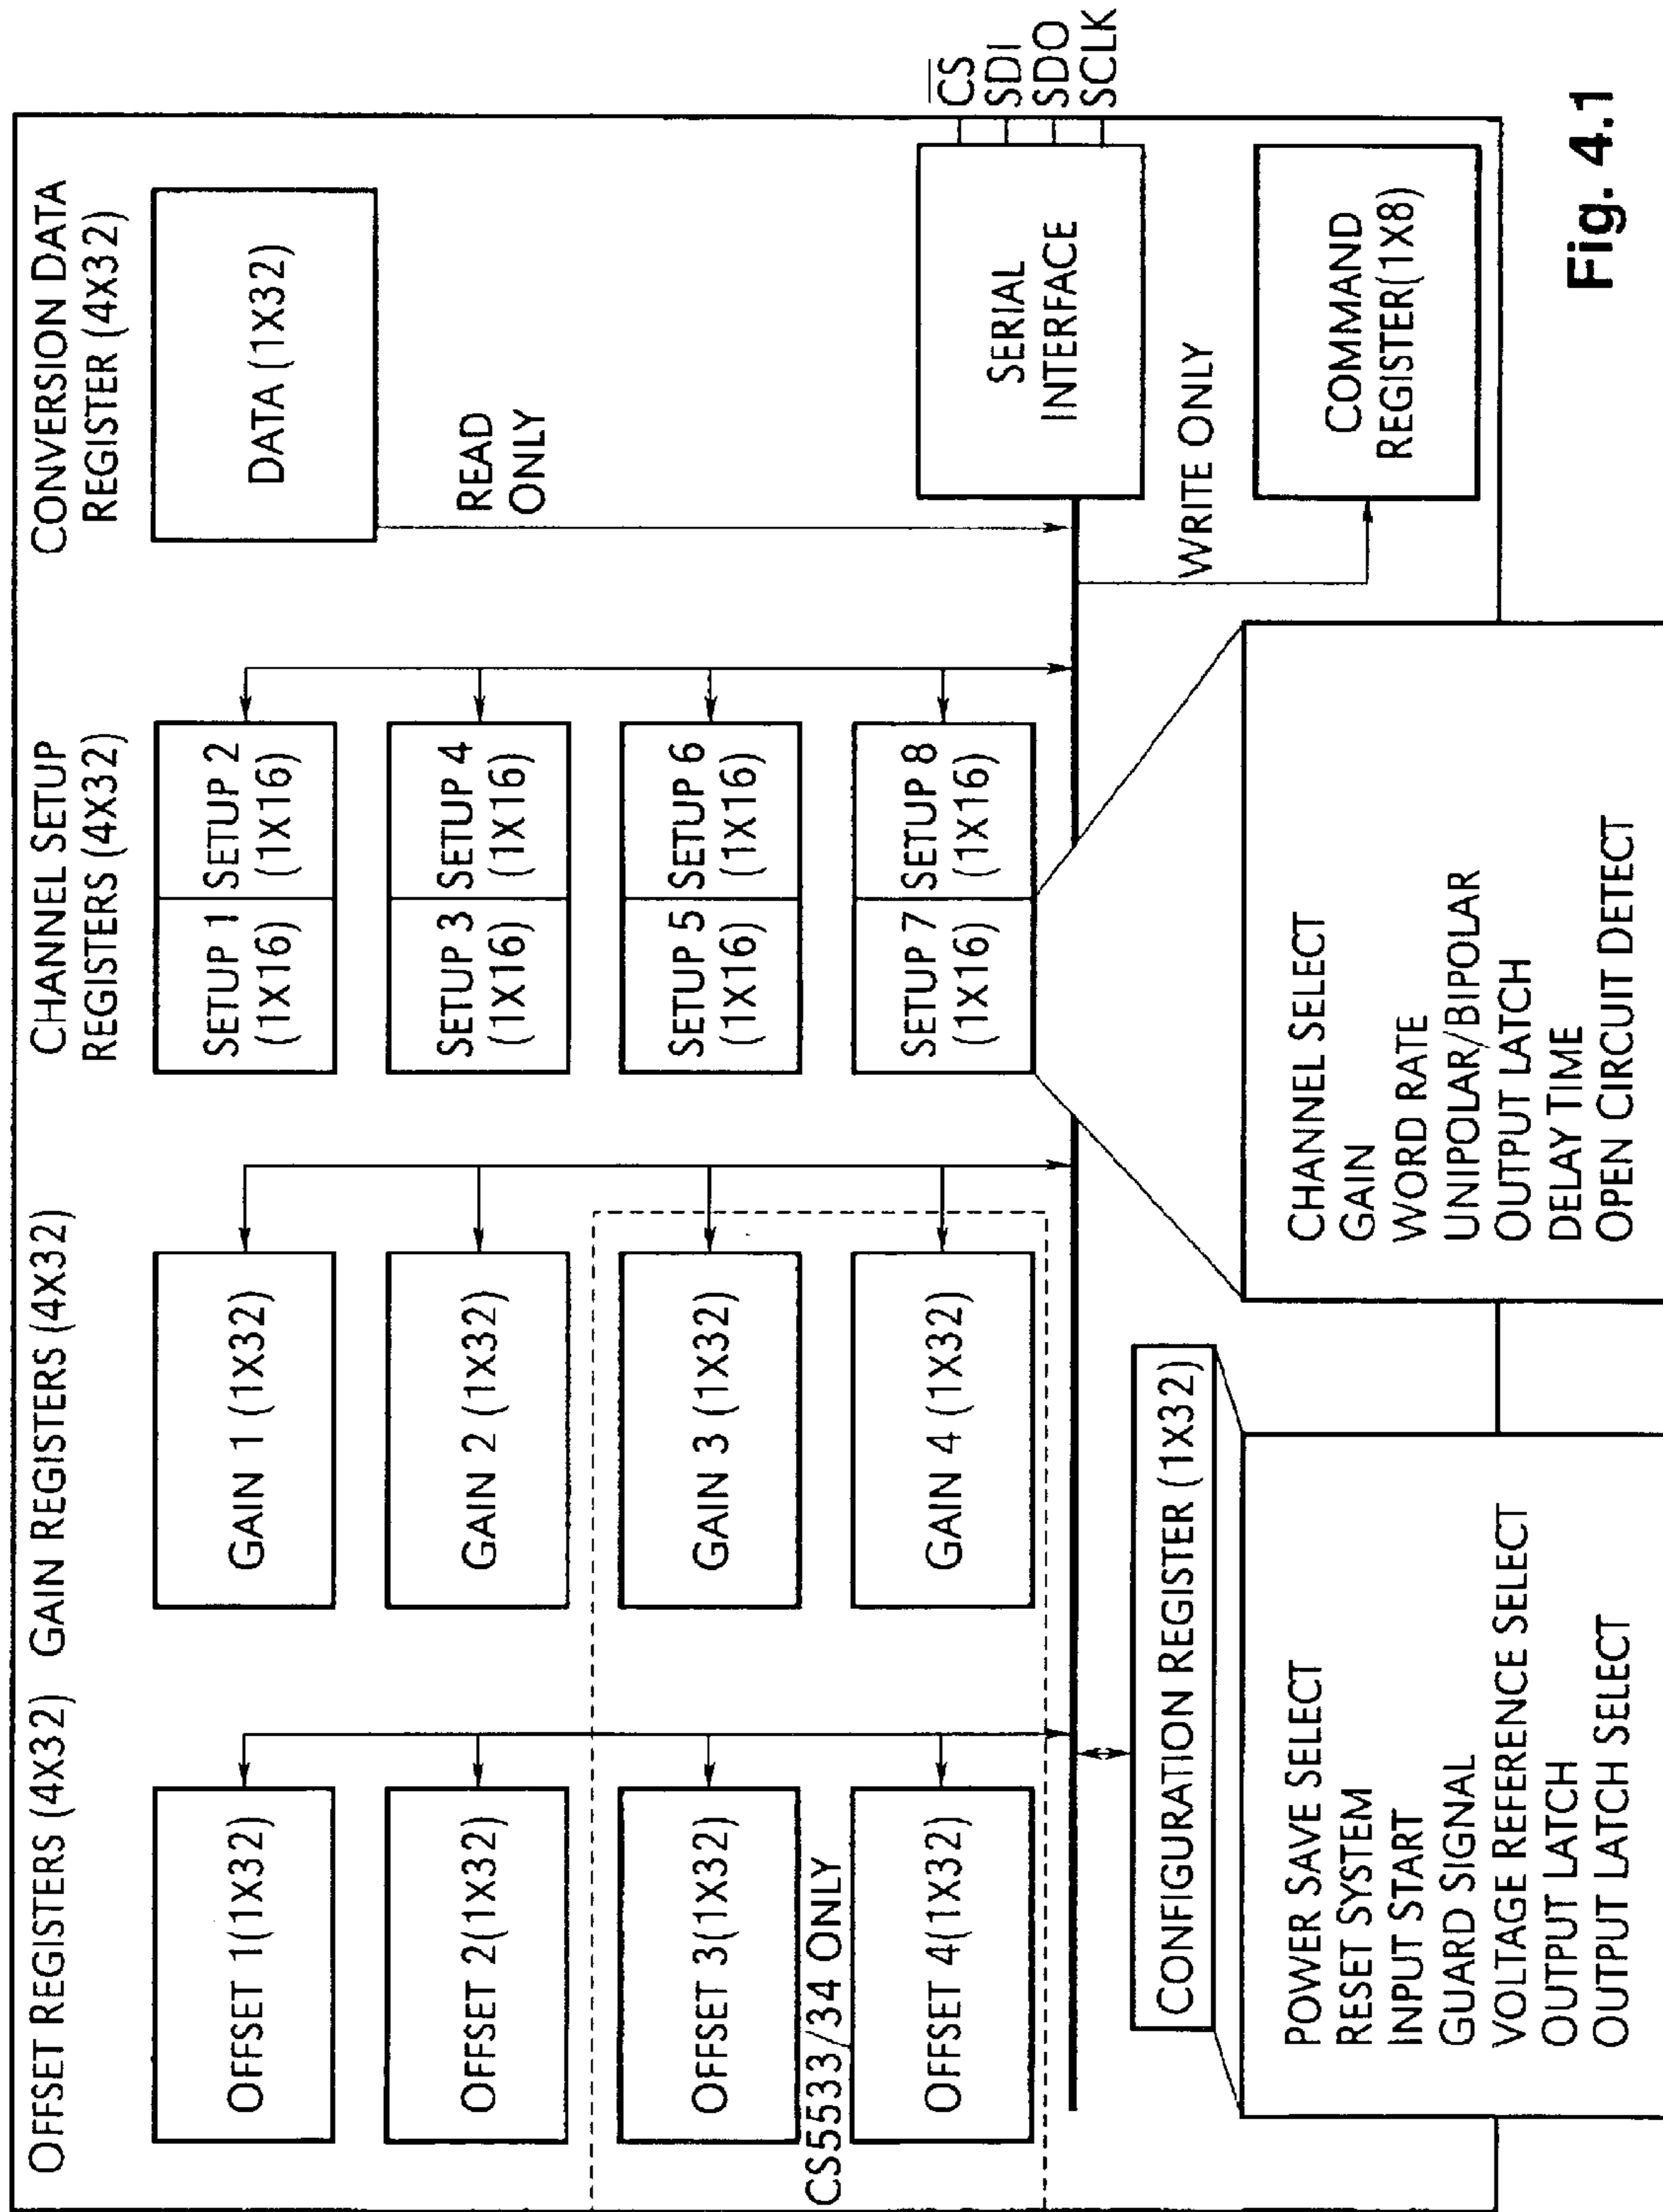 OFFSET REGISTERS (4X32)
GAIN REGISTERS (4X32)
CHANNEL SETUP
REGISTERS (4X32)
CONVERSION DATA
REGISTER (4X32)
OFFSET 1(1X32)
GAIN 1 (1X32)
SETUP 1
(1X16)
SETUP 2
(1X16)
DATA (1X32)
OFFSET 2(1X32)
GAIN 2 (1X32)
SETUP 3
(1X16)
SETUP 4
(1X16)
READ
ONLY
OFFSET 3(1X32)
GAIN 3 (1X32)
SETUP 5
(1X16)
SETUP 6
(1X16)
CS5533/34 ONLY
OFFSET 4(1X32)
GAIN 4 (1X32)
SETUP 7
(1X16)
SETUP 8
(1X16)
SERIAL
INTERFACE
C̅S̅
SDI
SDO
SCLK
WRITE ONLY
CONFIGURATION REGISTER (1X32)
COMMAND
REGISTER(1X8)
POWER SAVE SELECT
RESET SYSTEM
INPUT START
GUARD SIGNAL
VOLTAGE REFERENCE SELECT
OUTPUT LATCH
OUTPUT LATCH SELECT
CHANNEL SELECT
GAIN
WORD RATE
UNIPOLAR/BIPOLAR
OUTPUT LATCH
DELAY TIME
OPEN CIRCUIT DETECT
Fig. 4.1